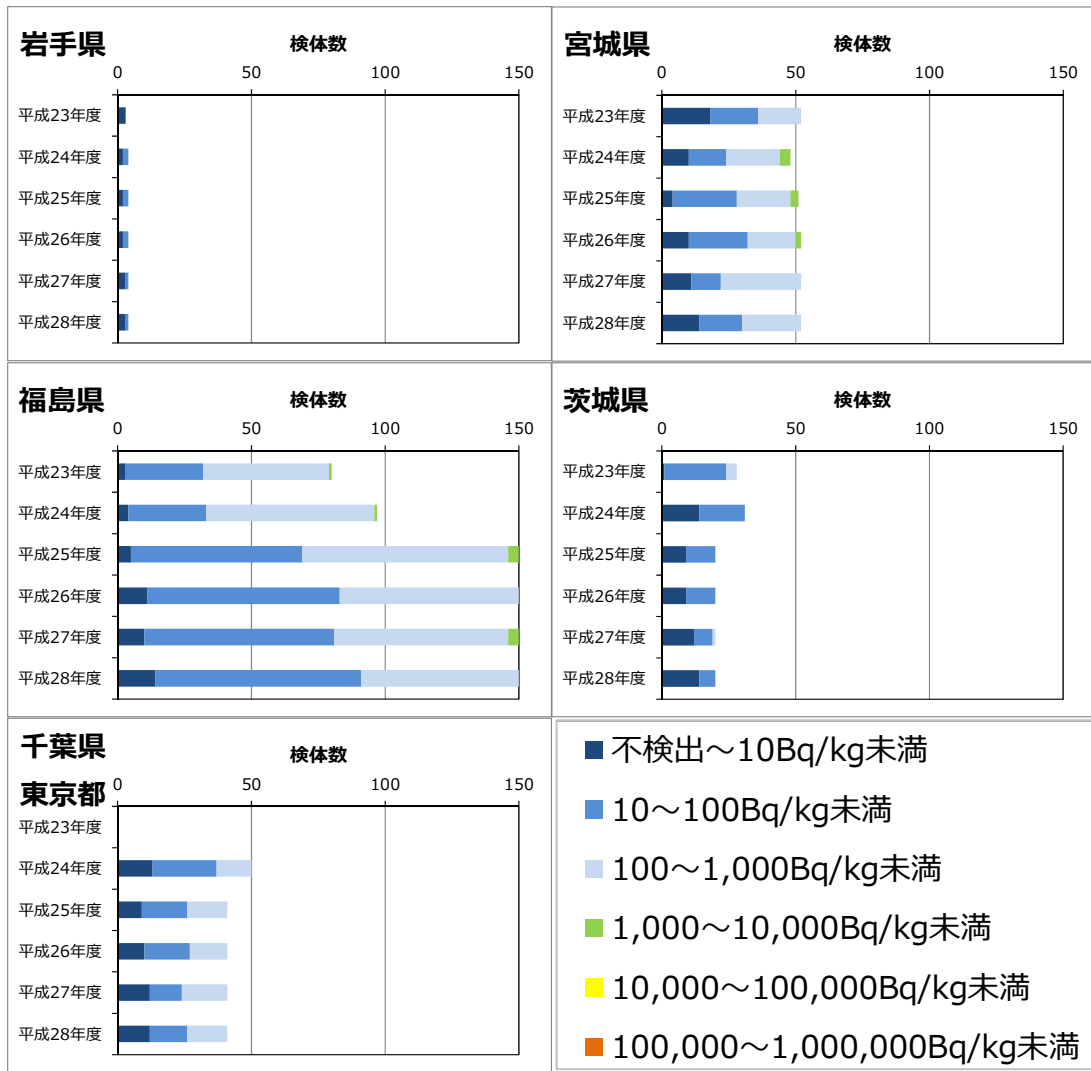 岩手県
検体数
0 50 100 150
平成23年度
平成24年度
平成25年度
平成26年度
平成27年度
平成28年度
宮城県
検体数
0 50 100 150
平成23年度
平成24年度
平成25年度
平成26年度
平成27年度
平成28年度
福島県
検体数
0 50 100 150
平成23年度
平成24年度
平成25年度
平成26年度
平成27年度
平成28年度
茨城県
検体数
0 50 100 150
平成23年度
平成24年度
平成25年度
平成26年度
平成27年度
平成28年度
千葉県
東京都
検体数
0 50 100 150
平成23年度
平成24年度
平成25年度
平成26年度
平成27年度
平成28年度
不検出～10Bq/kg未満
10～100Bq/kg未満
100～1,000Bq/kg未満
1,000～10,000Bq/kg未満
10,000～100,000Bq/kg未満
100,000～1,000,000Bq/kg未満